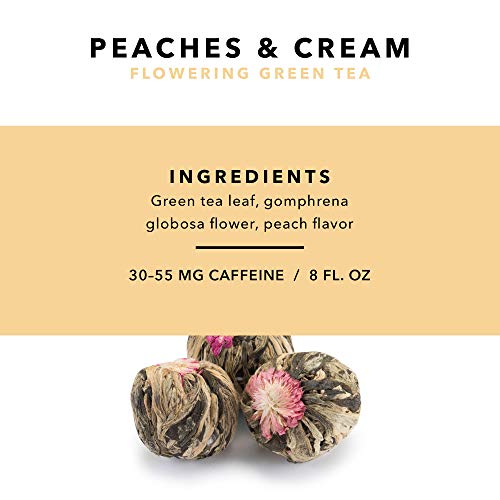 PEACHES & CREAM
FLOWERING GREEN TEA
INGREDIENTS
Green tea leaf, gomphrena
globosa flower, peach flavor
30–55 MG CAFFEINE / 8 FL. OZ